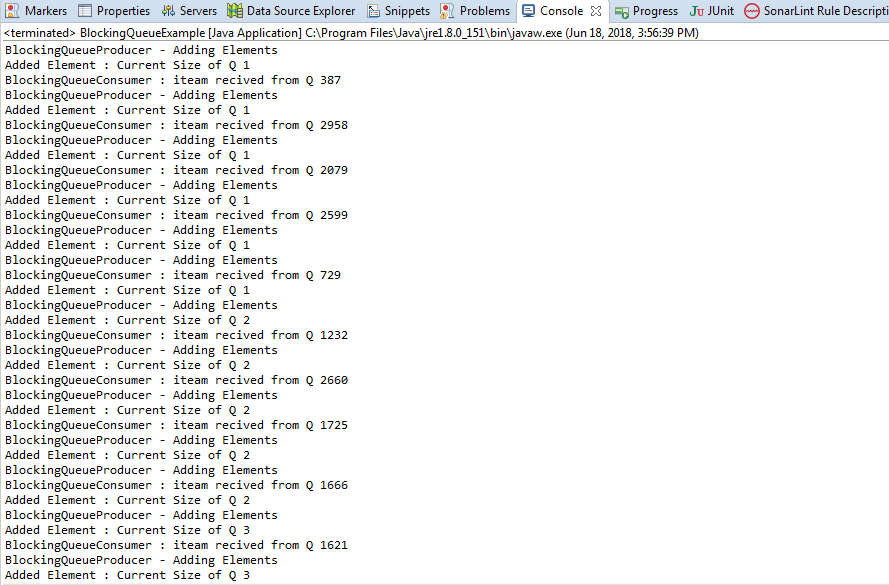 Markers Properties Servers Data Source Explorer Snippets Problems Console Progress JUnit SonarLint Rule Descripti
<terminated> BlockingQueueExample [Java Application] C:\Program Files\Java\jre1.8.0_151\bin\javaw.exe (Jun 18, 2018, 3:56:39 PM)
BlockingQueueProducer - Adding Elements
Added Element : Current Size of Q 1
BlockingQueueConsumer : iteam recived from Q 387
BlockingQueueProducer - Adding Elements
Added Element : Current Size of Q 1
BlockingQueueConsumer : iteam recived from Q 2958
BlockingQueueProducer - Adding Elements
Added Element : Current Size of Q 1
BlockingQueueConsumer : iteam recived from Q 2079
BlockingQueueProducer - Adding Elements
Added Element : Current Size of Q 1
BlockingQueueConsumer : iteam recived from Q 2599
BlockingQueueProducer - Adding Elements
Added Element : Current Size of Q 1
BlockingQueueProducer - Adding Elements
BlockingQueueConsumer : iteam recived from Q 729
Added Element : Current Size of Q 1
BlockingQueueProducer - Adding Elements
Added Element : Current Size of Q 2
BlockingQueueConsumer : iteam recived from Q 1232
BlockingQueueProducer - Adding Elements
Added Element : Current Size of Q 2
BlockingQueueConsumer : iteam recived from Q 2660
BlockingQueueProducer - Adding Elements
Added Element : Current Size of Q 2
BlockingQueueConsumer : iteam recived from Q 1725
BlockingQueueProducer - Adding Elements
Added Element : Current Size of Q 2
BlockingQueueProducer - Adding Elements
BlockingQueueConsumer : iteam recived from Q 1666
Added Element : Current Size of Q 2
BlockingQueueProducer - Adding Elements
Added Element : Current Size of Q 3
BlockingQueueConsumer : iteam recived from Q 1621
BlockingQueueProducer - Adding Elements
Added Element : Current Size of Q 3